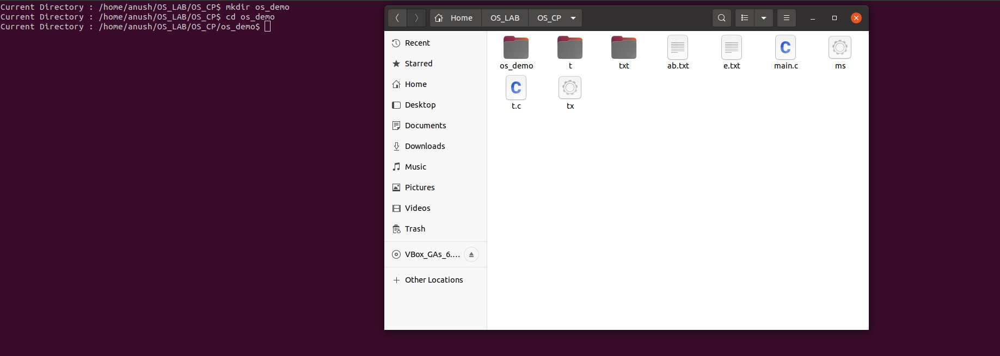 Current Directory : /home/anush/OS_LAB/OS_CP$ mkdir os_demo
Current Directory : /home/anush/OS_LAB/OS_CP$ cd os_demo
Current Directory : /home/anush/OS_LAB/OS_CP/os_demo$
Home OS_LAB OS_CP
Recent
Starred
Home
Desktop
Documents
Downloads
Music
Pictures
Videos
Trash
VBox_GAs_6....
Other Locations
os_demo t txt ab.txt e.txt main.c ms
t.c tx